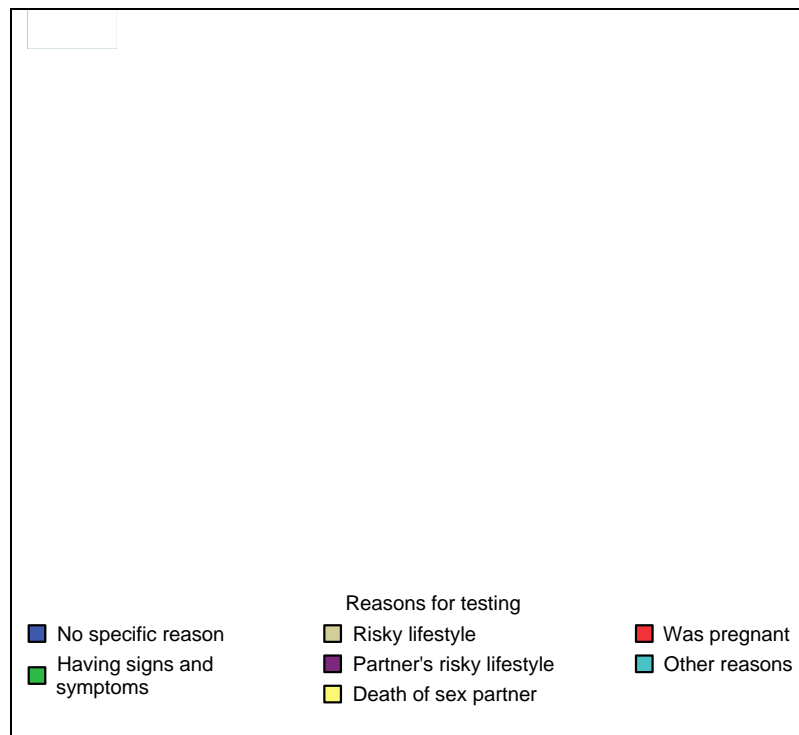 Reasons for testing
No specific reason
Having signs and
symptoms
Risky lifestyle
Partner's risky lifestyle
Death of sex partner
Was pregnant
Other reasons